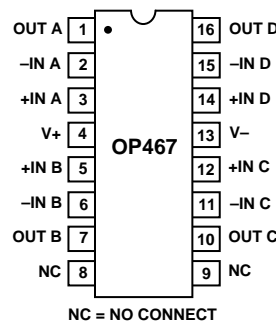 OUT A 1 16 OUT D
–IN A 2 15 –IN D
+IN A 3 14 +IN D
V+ 4 13 V–
OP467
+IN B 5 12 +IN C
–IN B 6 11 –IN C
OUT B 7 10 OUT C
NC 8 9 NC
NC = NO CONNECT